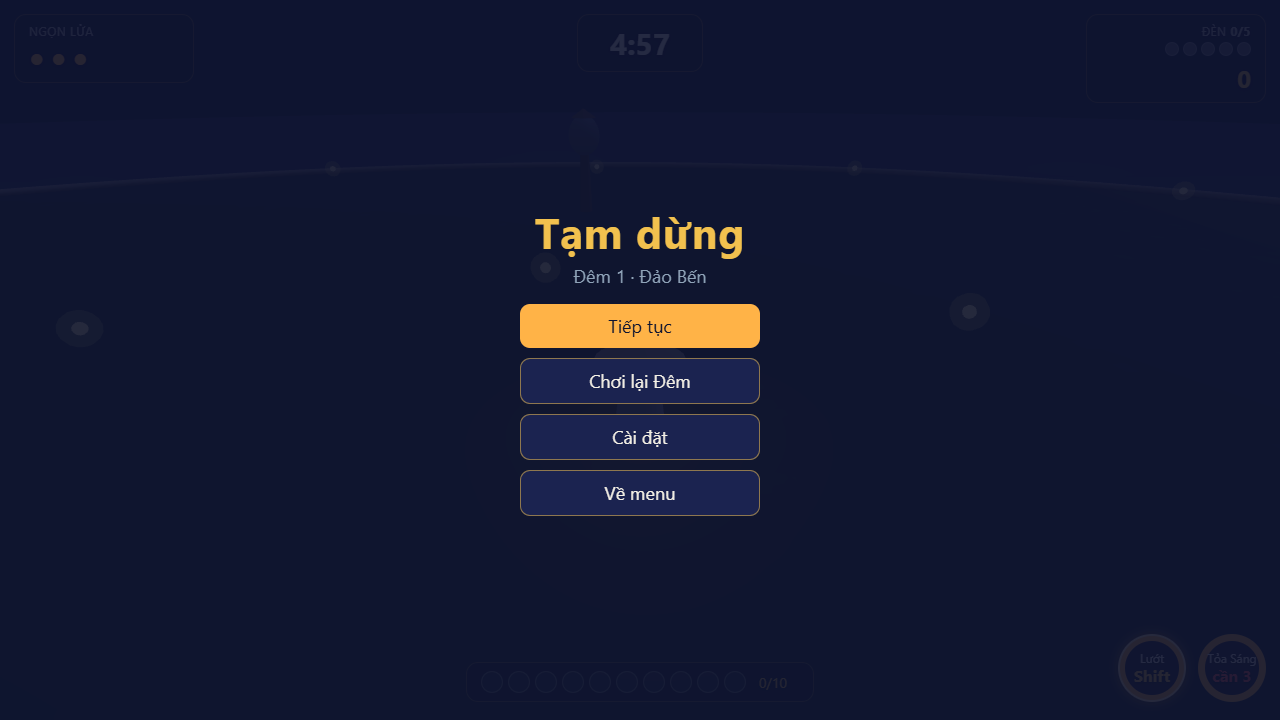 NGỌN LỬA
4:57
ĐÈN 0/5
0
Tạm dừng
Đêm 1 · Đảo Bến
Tiếp tục
Chơi lại Đêm
Cài đặt
Về menu
0/10
Lướt
Shift
Tỏa Sáng
cần 3